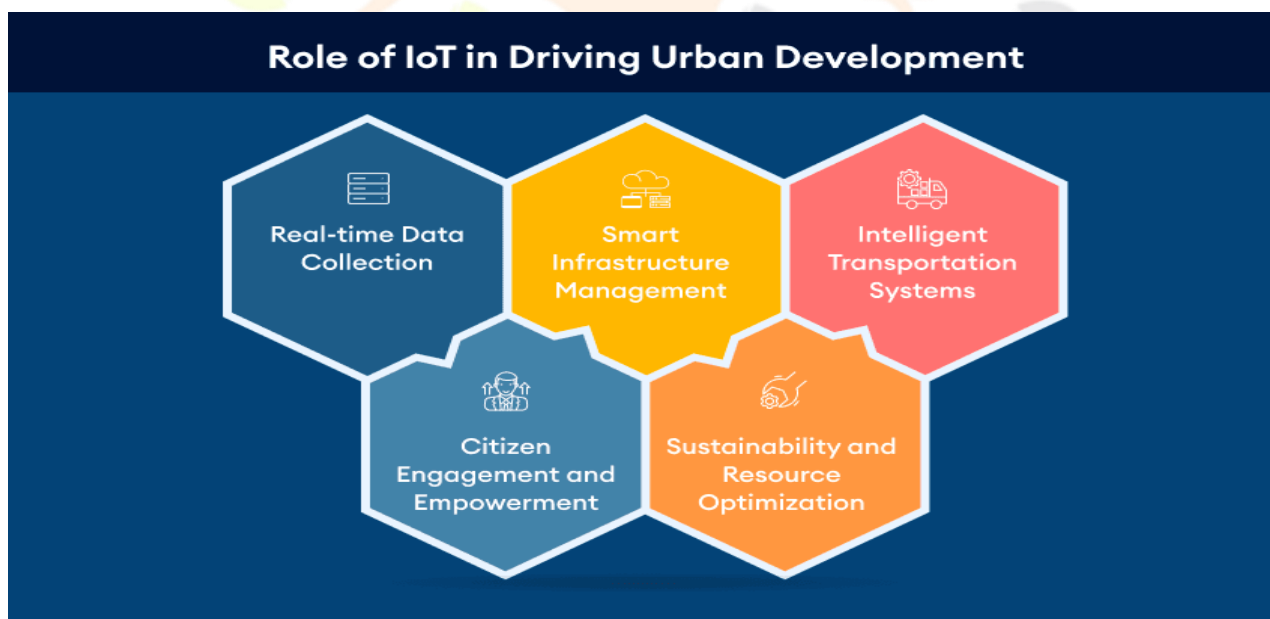 Role of IoT in Driving Urban Development
Real-time Data
Collection
Smart
Infrastructure
Management
Intelligent
Transportation
Systems
Citizen
Engagement and
Empowerment
Sustainability and
Resource
Optimization